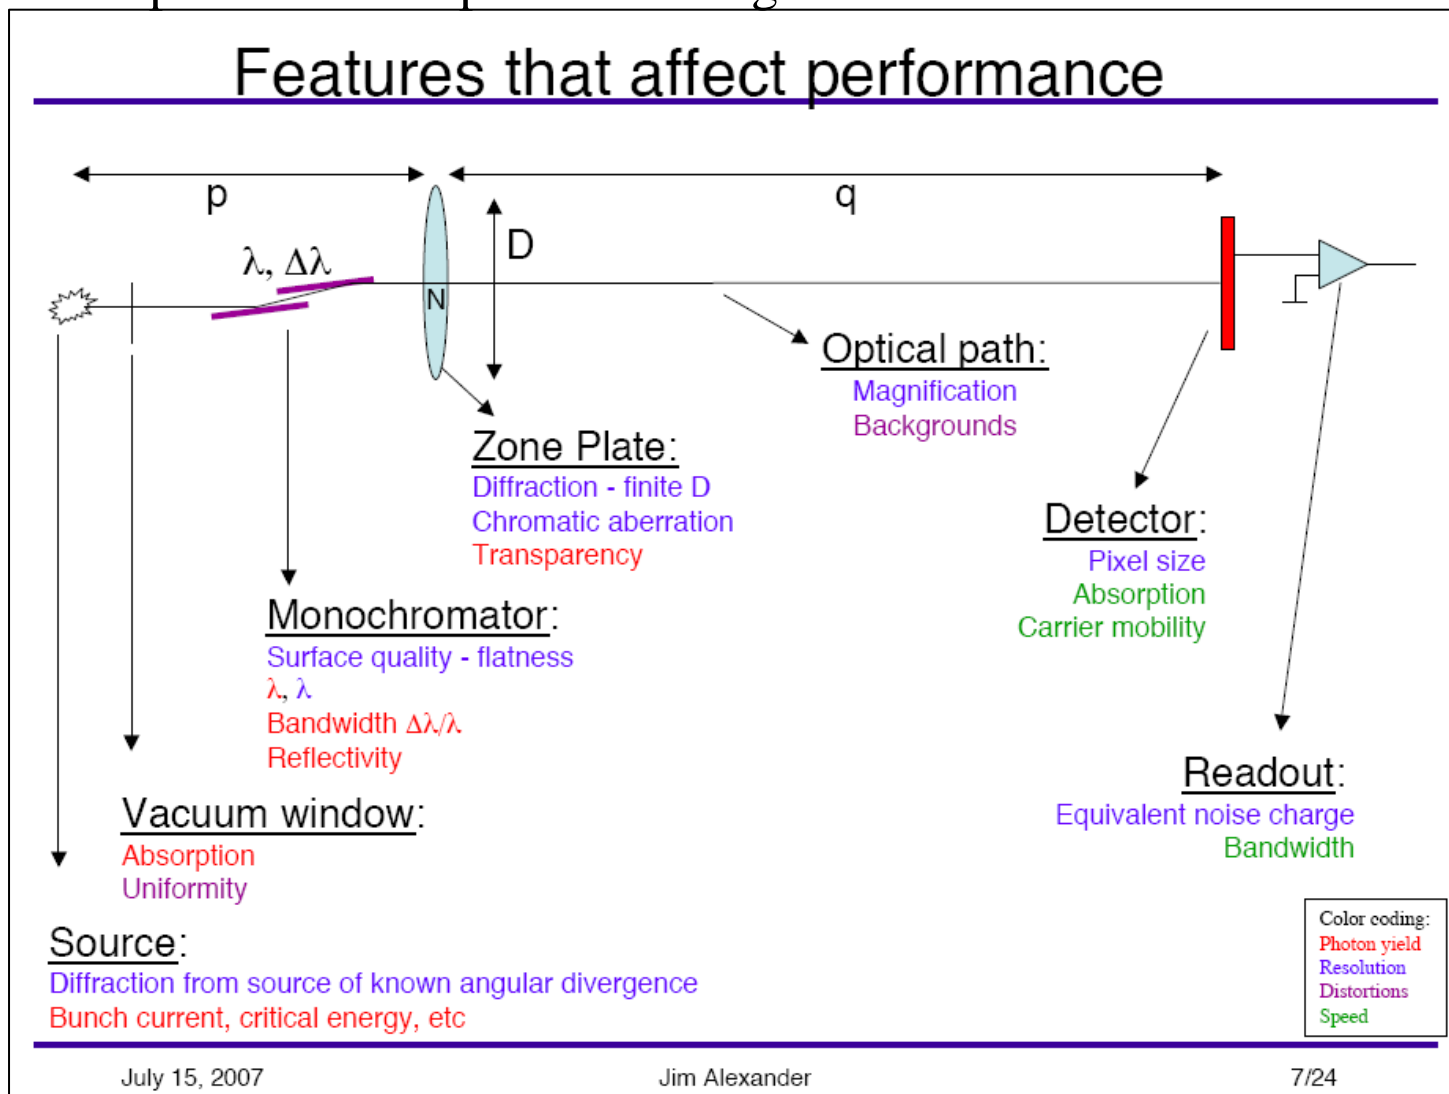 Features that affect performance
p
q
λ, Δλ
D
N
Optical path:
Magnification
Backgrounds
Zone Plate:
Diffraction - finite D
Chromatic aberration
Transparency
Detector:
Pixel size
Absorption
Carrier mobility
Monochromator:
Surface quality - flatness
λ, λ
Bandwidth Δλ/λ
Reflectivity
Readout:
Equivalent noise charge
Bandwidth
Vacuum window:
Absorption
Uniformity
Source:
Diffraction from source of known angular divergence
Bunch current, critical energy, etc
Color coding:
Photon yield
Resolution
Distortions
Speed
July 15, 2007
Jim Alexander
7/24